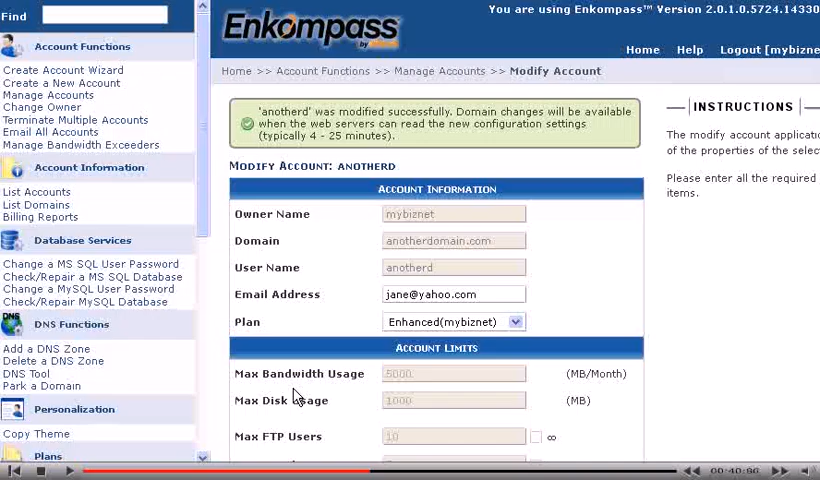 Find
You are using Enkompass™ Version 2.0.1.0.5724.14330
Enkompass
by
Home Help Logout [mybizne
Account Functions
Create Account Wizard
Create a New Account
Manage Accounts
Change Owner
Terminate Multiple Accounts
Email All Accounts
Manage Bandwidth Exceeders
Account Information
List Accounts
List Domains
Billing Reports
Database Services
Change a MS SQL User Password
Check/Repair a MS SQL Database
Change a MySQL User Password
Check/Repair MySQL Database
DNS Functions
Add a DNS Zone
Delete a DNS Zone
DNS Tool
Park a Domain
Personalization
Copy Theme
Plans
Home >> Account Functions >> Manage Accounts >> Modify Account
'anotherd' was modified successfully. Domain changes will be available
when the web servers can read the new configuration settings
(typically 4 - 25 minutes).
MODIFY ACCOUNT: ANOTHERD
ACCOUNT INFORMATION
Owner Name mybiznet
Domain anotherdomain.com
User Name anotherd
Email Address jane@yahoo.com
Plan Enhanced(mybiznet)
ACCOUNT LIMITS
Max Bandwidth Usage 5000 (MB/Month)
Max Disk Usage 1000 (MB)
Max FTP Users 10 ∞
INSTRUCTIONS
The modify account applicatio
of the properties of the selec
Please enter all the required
items.
00:40:86